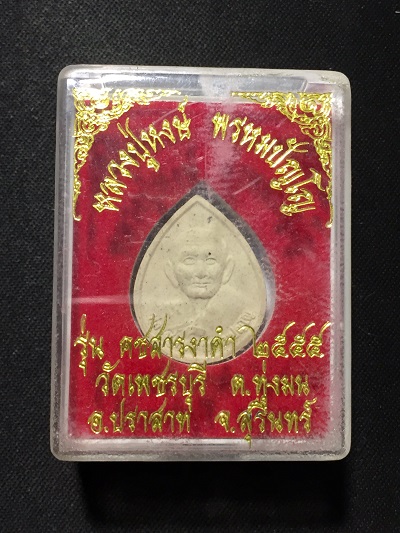 หลวงปู่หงษ์ พรหมปัญโญ
รุ่น คชสารงาดำ ๒๕๕๕
วัดเพชรบุรี ต.ทุ่งมน
อ.ปราสาท จ.สุรินทร์